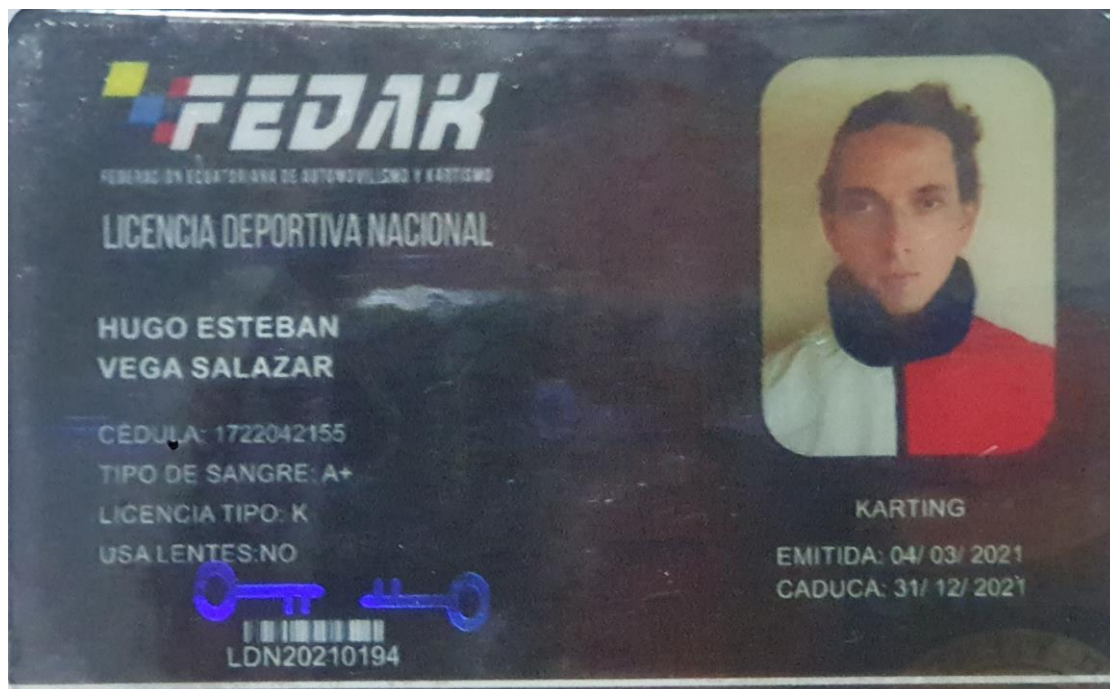 FEDAK
FEDERACIÓN ECUATORIANA DE AUTOMOVILISMO Y KARTISMO
LICENCIA DEPORTIVA NACIONAL
HUGO ESTEBAN
VEGA SALAZAR
CÉDULA: 1722042155
TIPO DE SANGRE: A+
LICENCIA TIPO: K
USA LENTES:NO
LDN20210194
KARTING
EMITIDA: 04/ 03/ 2021
CADUCA: 31/ 12/ 2021